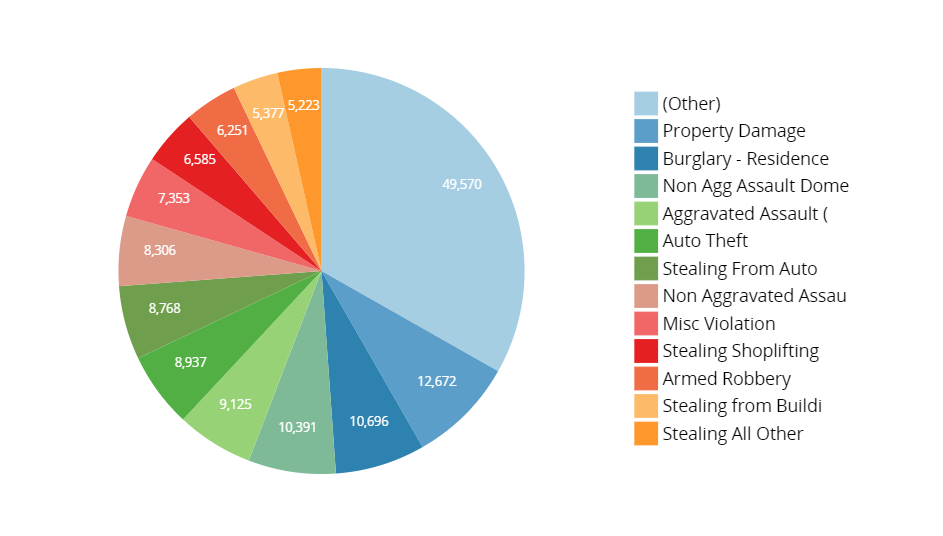 5,223
5,377
6,251
6,585
49,570
7,353
8,306
8,768
8,937
12,672
9,125
10,696
10,391
(Other)
Property Damage
Burglary - Residence
Non Agg Assault Dome
Aggravated Assault (
Auto Theft
Stealing From Auto
Non Aggravated Assau
Misc Violation
Stealing Shoplifting
Armed Robbery
Stealing from Buildi
Stealing All Other